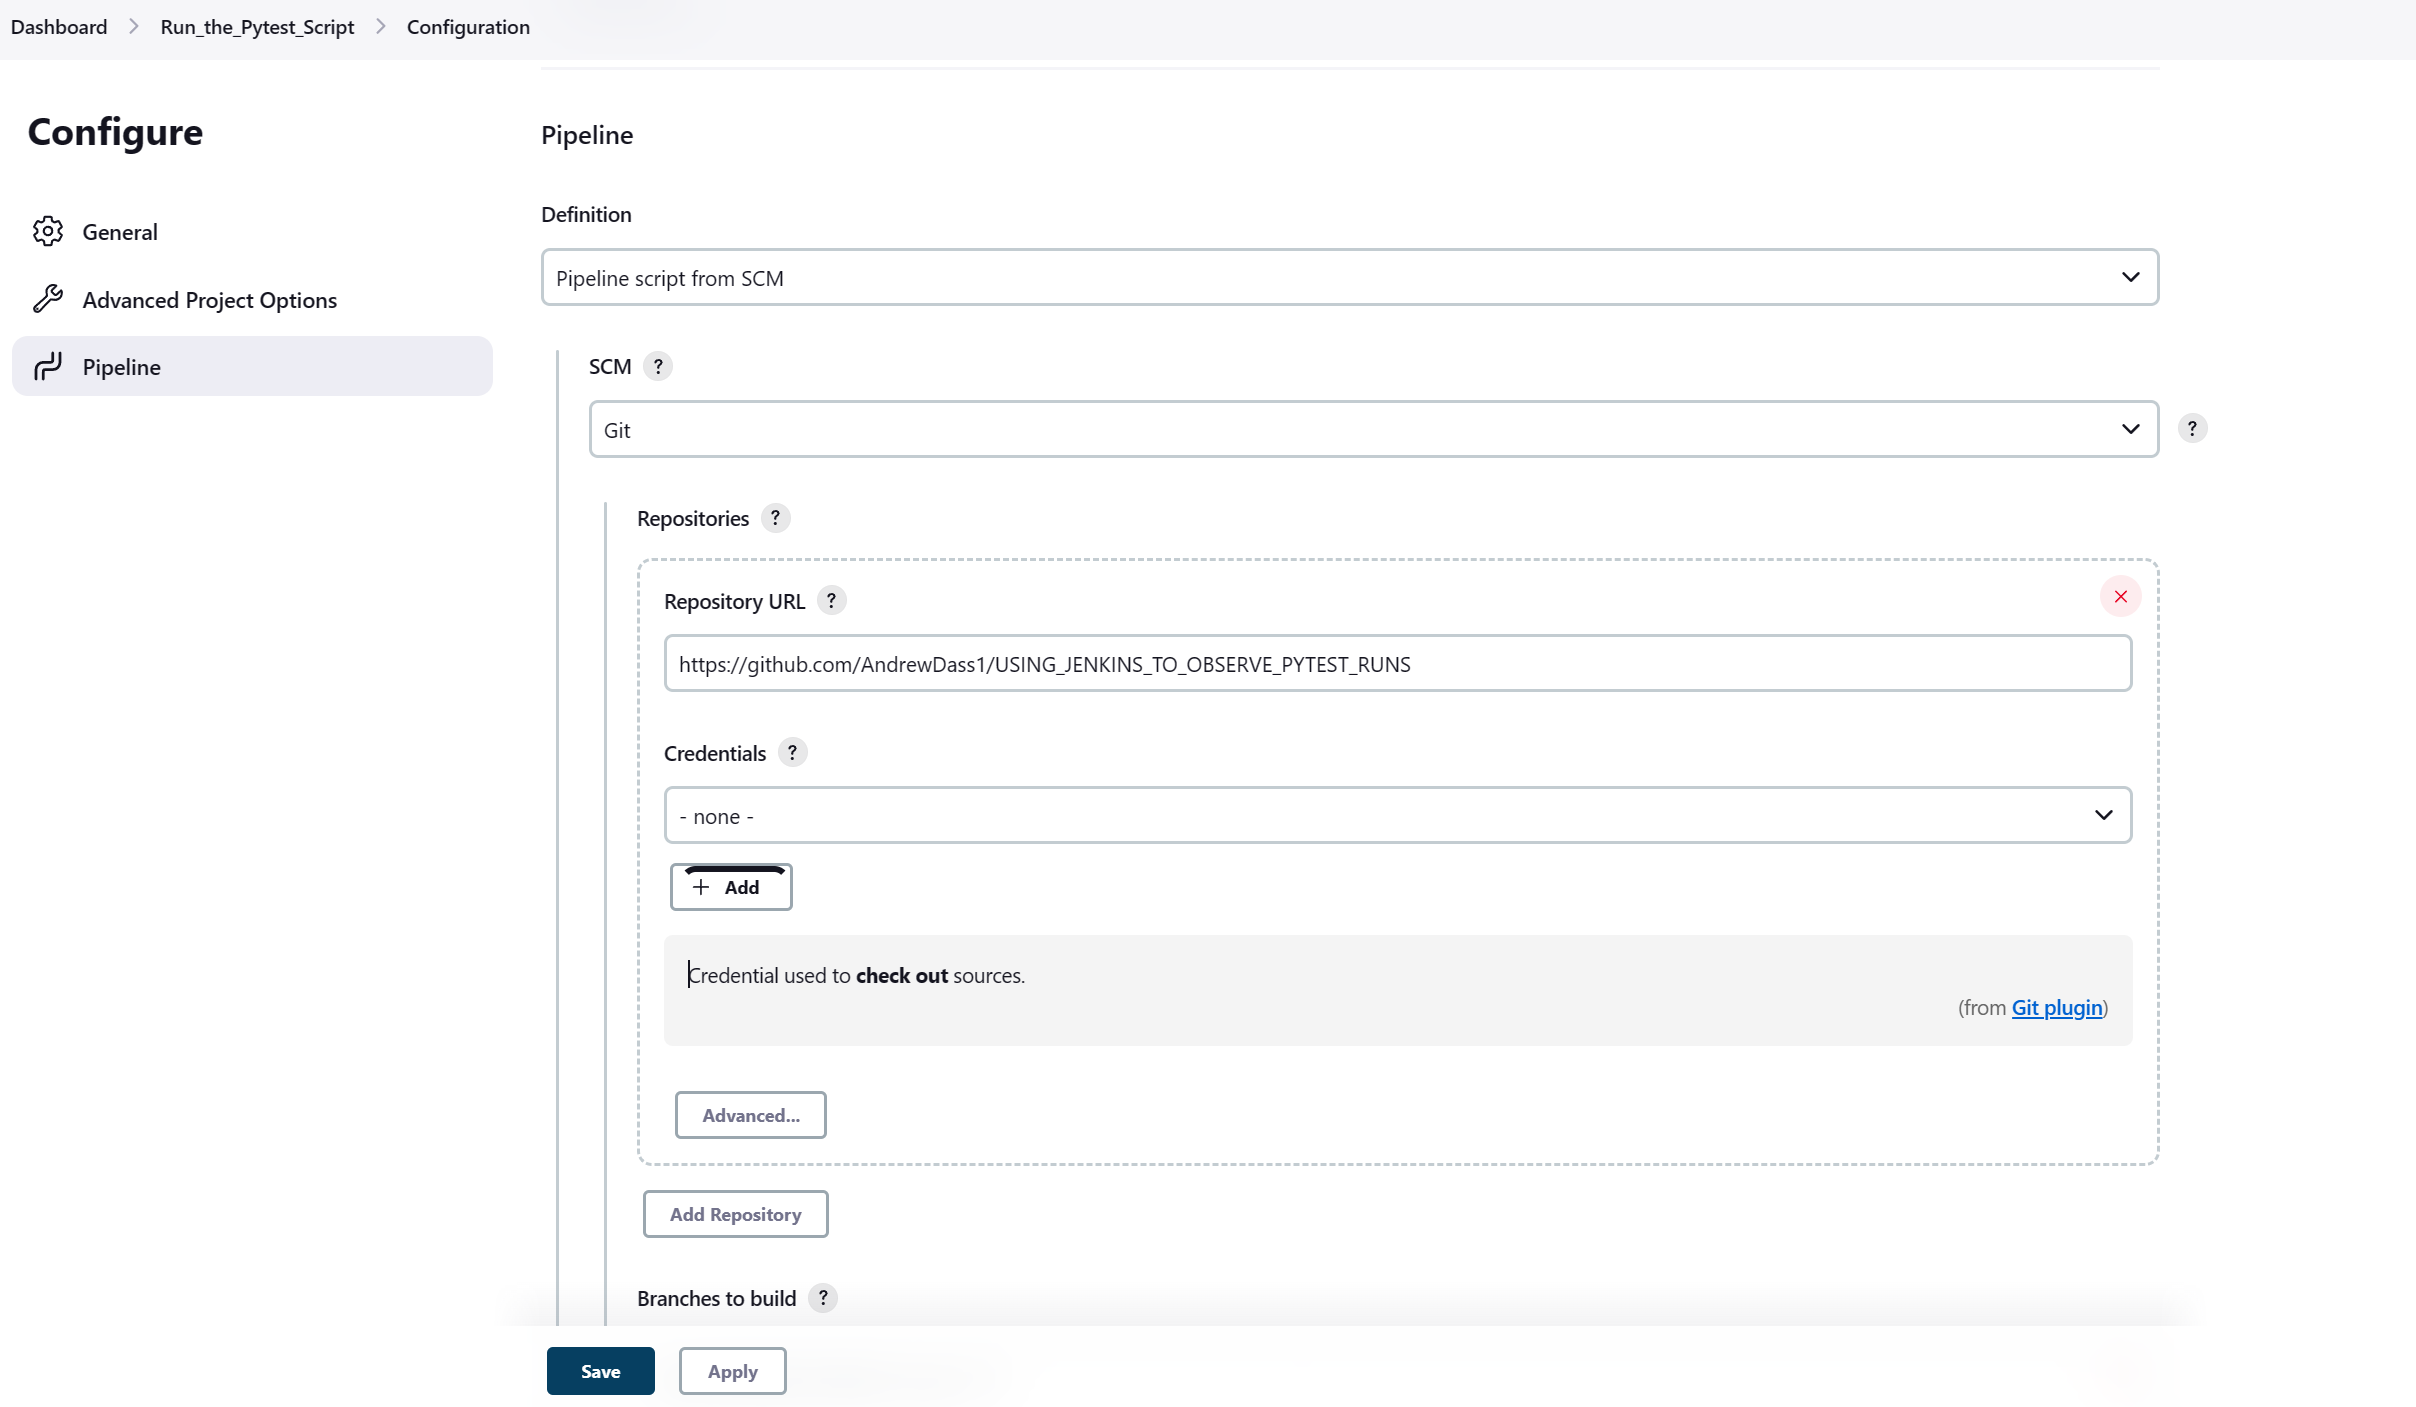 Dashboard > Run_the_Pytest_Script > Configuration
Configure
General
Advanced Project Options
Pipeline
Pipeline
Definition
Pipeline script from SCM
SCM ?
Git
?
Repositories ?
Repository URL ?
https://github.com/AndrewDass1/USING_JENKINS_TO_OBSERVE_PYTEST_RUNS
Credentials ?
- none -
+ Add
Credential used to check out sources.
(from Git plugin)
Advanced...
Add Repository
Branches to build ?
Save Apply